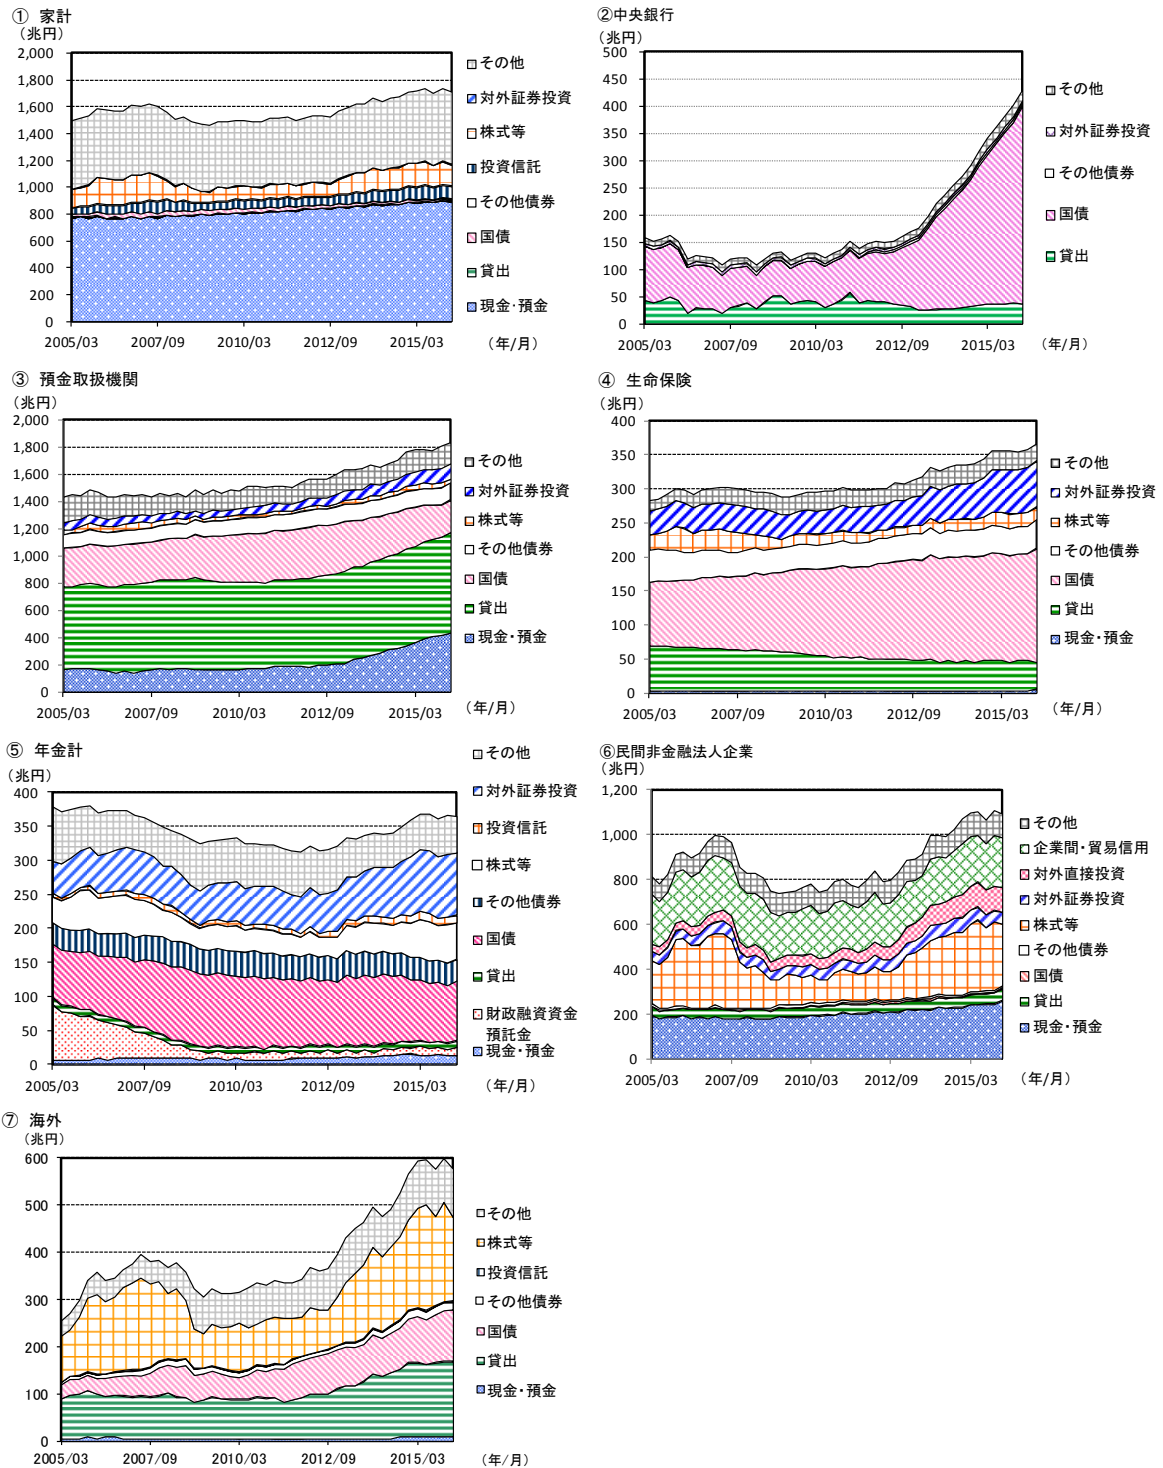 ① 家計
（兆円）
2,000
1,800
1,600
1,400
1,200
1,000
800
600
400
200
0
2005/03 2007/09 2010/03 2012/09 2015/03 （年/月）
その他
対外証券投資
株式等
投資信託
その他債券
国債
貸出
現金･預金
②中央銀行
（兆円）
500
450
400
350
300
250
200
150
100
50
0
2005/03 2007/09 2010/03 2012/09 2015/03 （年/月）
その他
対外証券投資
その他債券
国債
貸出
③ 預金取扱機関
（兆円）
2,000
1,800
1,600
1,400
1,200
1,000
800
600
400
200
0
2005/03 2007/09 2010/03 2012/09 2015/03 （年/月）
その他
対外証券投資
株式等
その他債券
国債
貸出
現金･預金
④ 生命保険
（兆円）
400
350
300
250
200
150
100
50
0
2005/03 2007/09 2010/03 2012/09 2015/03 （年/月）
その他
対外証券投資
株式等
その他債券
国債
貸出
現金･預金
⑤ 年金計
（兆円）
400
350
300
250
200
150
100
50
0
2005/03 2007/09 2010/03 2012/09 2015/03 （年/月）
その他
対外証券投資
投資信託
株式等
その他債券
国債
貸出
財政融資資金
預託金
現金･預金
⑥民間非金融法人企業
（兆円）
1,200
1,000
800
600
400
200
0
2005/03 2007/09 2010/03 2012/09 2015/03 （年/月）
その他
企業間・貿易信用
対外直接投資
対外証券投資
株式等
その他債券
国債
貸出
現金･預金
⑦ 海外
（兆円）
600
500
400
300
200
100
0
2005/03 2007/09 2010/03 2012/09 2015/03 （年/月）
その他
株式等
投資信託
その他債券
国債
貸出
現金･預金